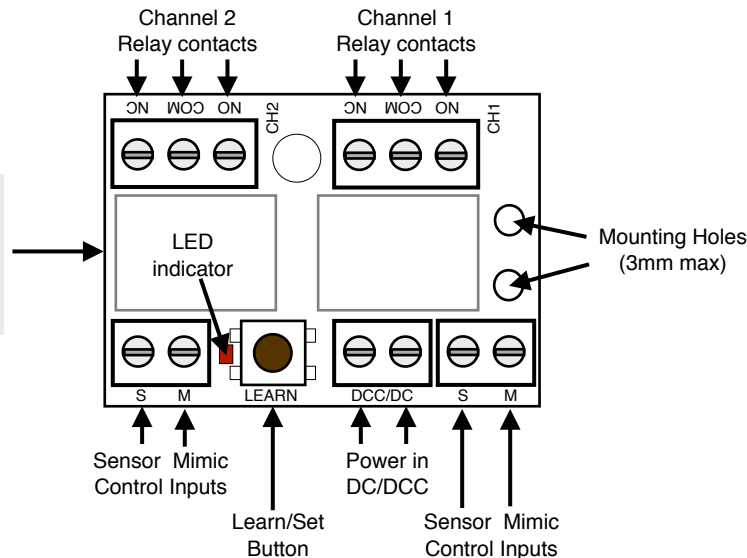 Channel 2
Relay contacts
Channel 1
Relay contacts
NC COM NO
CH2
NC COM NO
CH1
LED
indicator
Mounting Holes
(3mm max)
S M
LEARN
DCC/DC
S M
Sensor Mimic
Control Inputs
Power in
DC/DCC
Learn/Set
Button
Sensor Mimic
Control Inputs